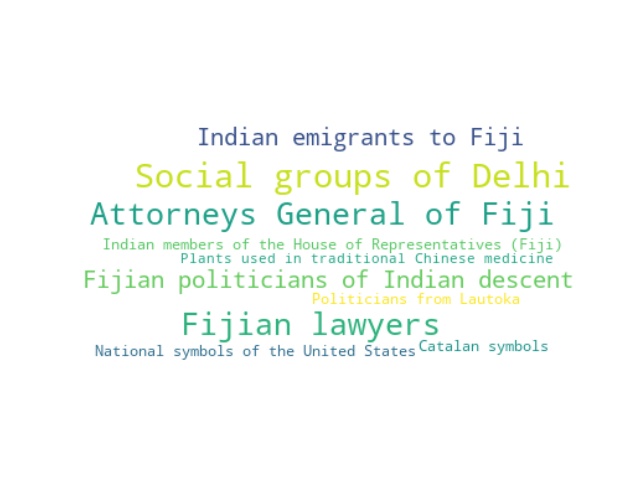 Indian emigrants to Fiji
Social groups of Delhi
Attorneys General of Fiji
Indian members of the House of Representatives (Fiji)
Plants used in traditional Chinese medicine
Fijian politicians of Indian descent
Politicians from Lautoka
Fijian lawyers
National symbols of the United States
Catalan symbols